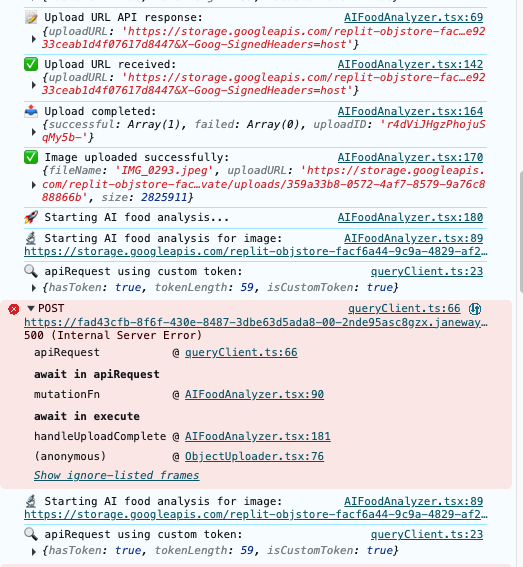 📝 Upload URL API response: AIFoodAnalyzer.tsx:69
{uploadURL: 'https://storage.googleapis.com/replit-objstore-fac…e92
33ceab1d4f07617d8447&X-Goog-SignedHeaders=host'}
✅ Upload URL received: AIFoodAnalyzer.tsx:142
{uploadURL: 'https://storage.googleapis.com/replit-objstore-fac…e92
33ceab1d4f07617d8447&X-Goog-SignedHeaders=host'}
📤 Upload completed: AIFoodAnalyzer.tsx:164
{successful: Array(1), failed: Array(0), uploadID: 'r4dViJHgzPhojuS
qMy5b-'}
✅ Image uploaded successfully: AIFoodAnalyzer.tsx:170
{fileName: 'IMG_0293.jpeg', uploadURL: 'https://storage.googleapis.
com/replit-objstore-fac…vate/uploads/359a33b8-0572-4af7-8579-9a76c8
88866b', size: 2825911}
🚀 Starting AI food analysis... AIFoodAnalyzer.tsx:180
🔬 Starting AI food analysis for image: AIFoodAnalyzer.tsx:89
https://storage.googleapis.com/replit-objstore-facf6a44-9c9a-4829-af2…
🔍 apiRequest using custom token: queryClient.ts:23
{hasToken: true, tokenLength: 59, isCustomToken: true}
POST queryClient.ts:66
https://fad43cfb-8f6f-430e-8487-3dbe63d5ada8-00-2nde95asc8gzx.janeway…
500 (Internal Server Error)
apiRequest @ queryClient.ts:66
await in apiRequest
mutationFn @ AIFoodAnalyzer.tsx:90
await in execute
handleUploadComplete @ AIFoodAnalyzer.tsx:181
(anonymous) @ ObjectUploader.tsx:76
Show ignore-listed frames
🔬 Starting AI food analysis for image: AIFoodAnalyzer.tsx:89
https://storage.googleapis.com/replit-objstore-facf6a44-9c9a-4829-af2…
🔍 apiRequest using custom token: queryClient.ts:23
{hasToken: true, tokenLength: 59, isCustomToken: true}